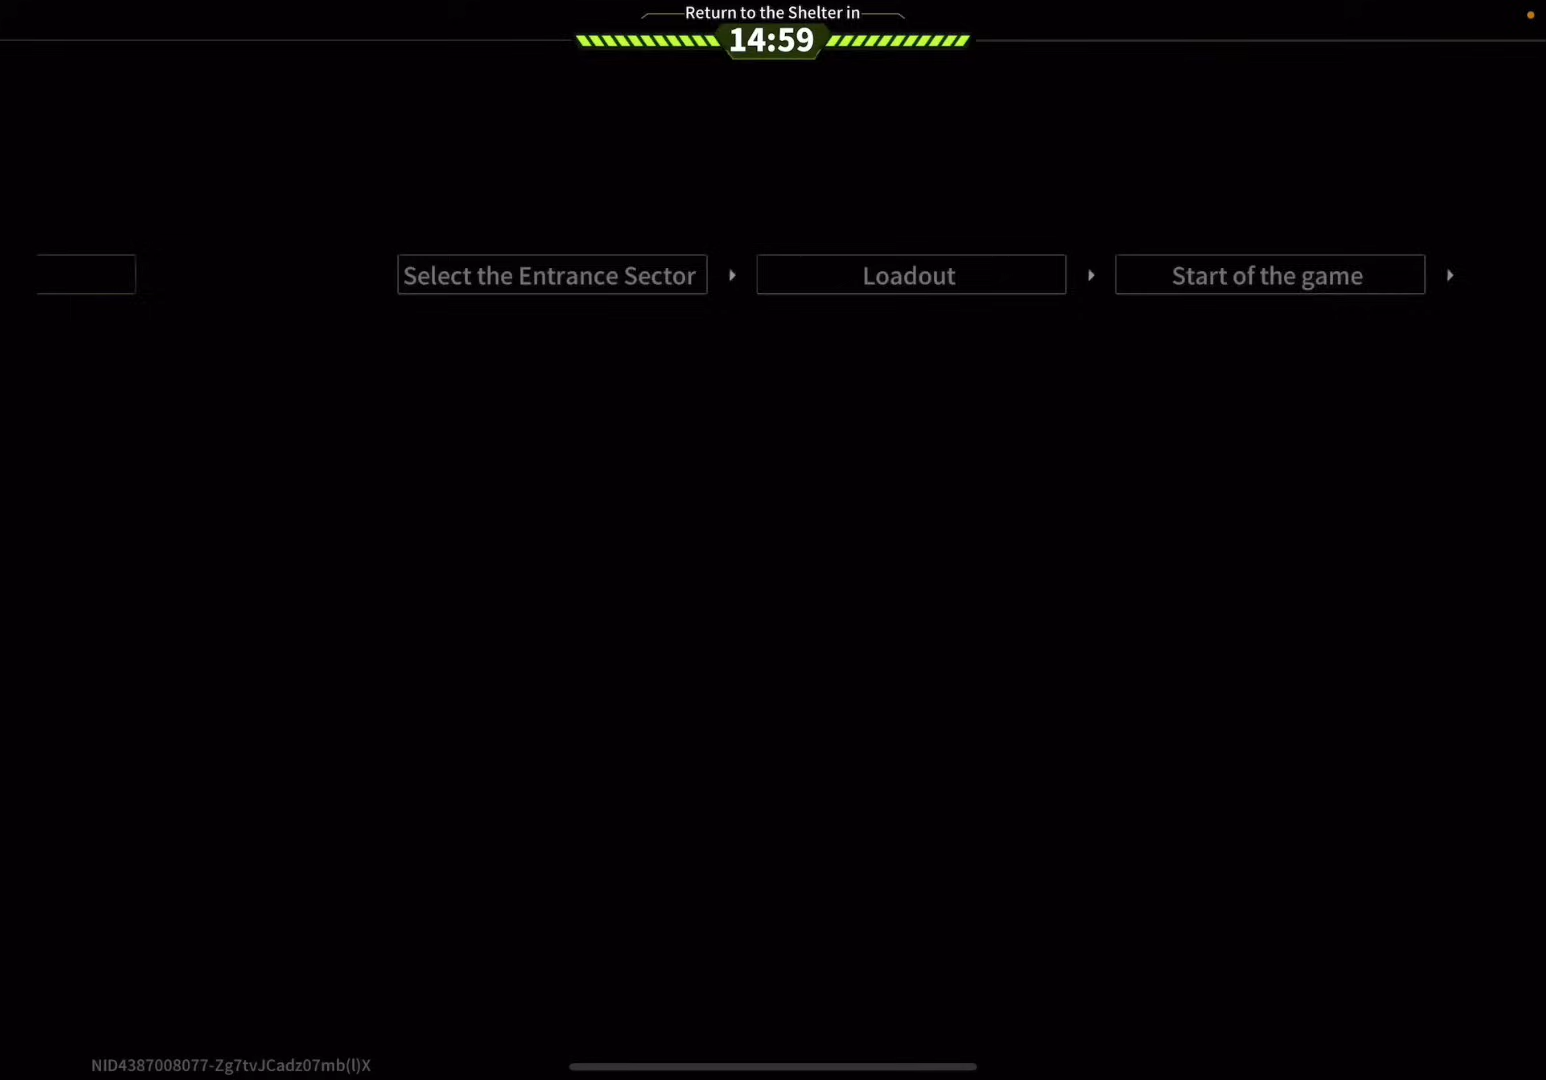 Return to the Shelter in
14:59
Select the Entrance Sector
Loadout
Start of the game
NID4387008077-Zg7tvJCadz07mb(l)X